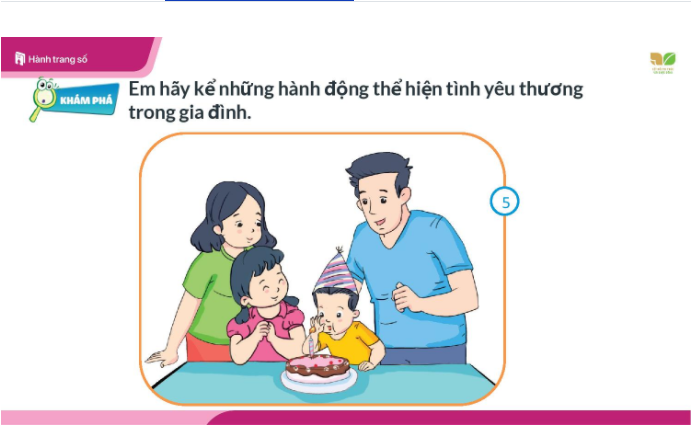 Hành trang số
KHÁM PHÁ
Em hãy kể những hành động thể hiện tình yêu thương
trong gia đình.
5